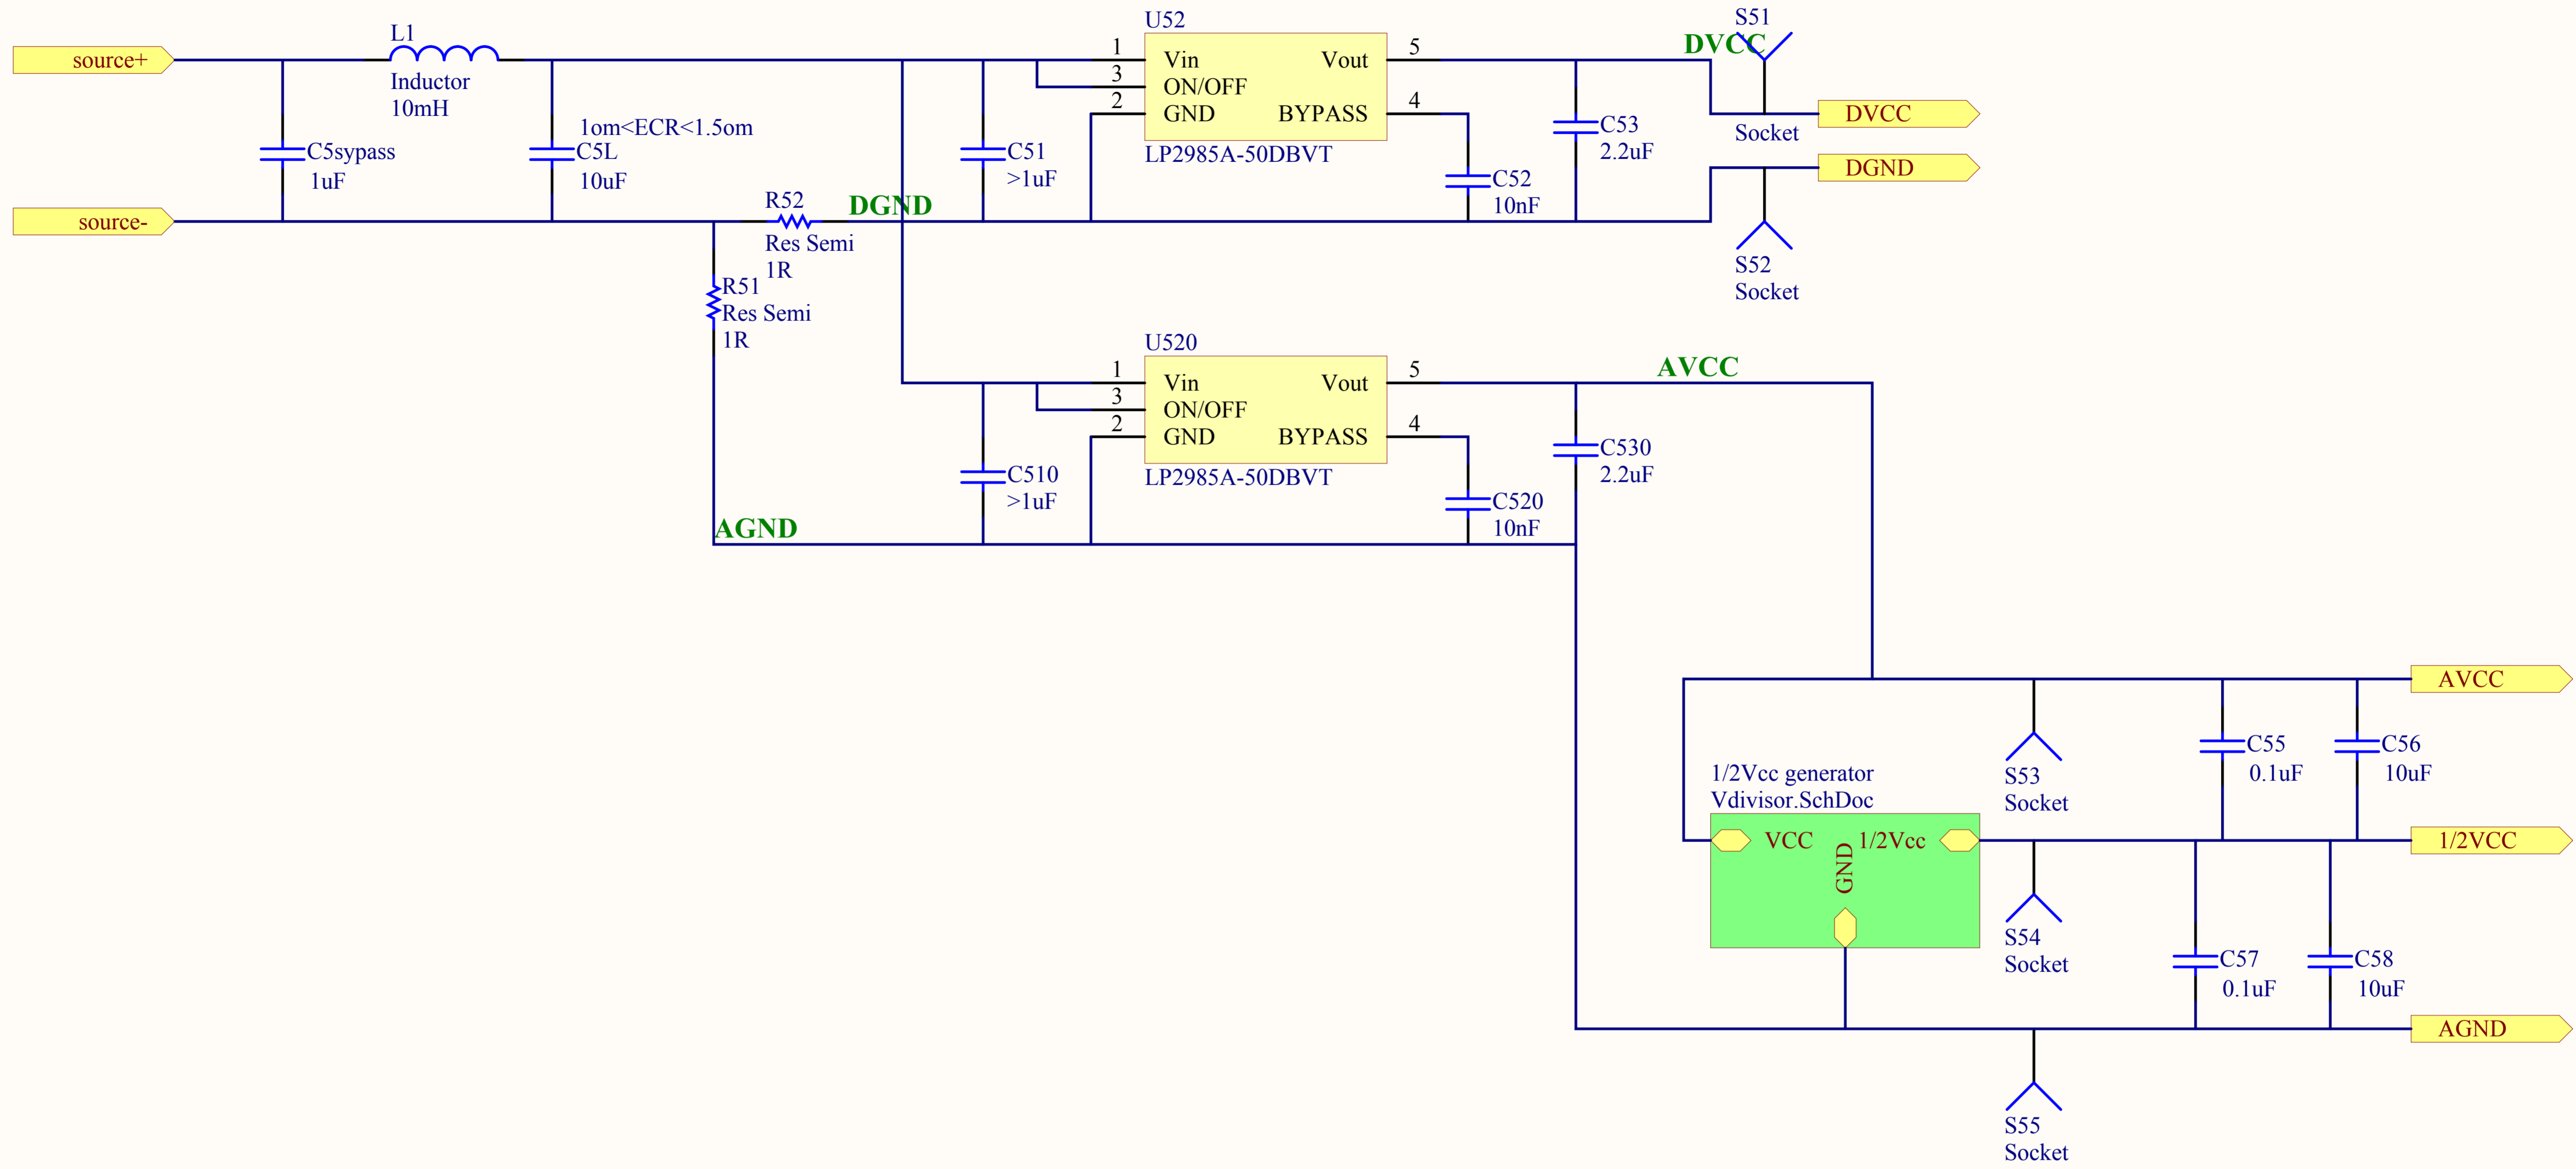 source+
L1
Inductor
10mH
C5sypass
1uF
1om<ECR<1.5om
C5L
10uF
source-
R52
Res Semi
1R
DGND
R51
Res Semi
1R
C51
>1uF
U52
1
Vin
3
ON/OFF
2
GND
Vout
5
BYPASS
4
LP2985A-50DBVT
C52
10nF
C53
2.2uF
DVCC
S51
Socket
DVCC
DGND
S52
Socket
AGND
C510
>1uF
U520
1
Vin
3
ON/OFF
2
GND
Vout
5
BYPASS
4
LP2985A-50DBVT
C520
10nF
C530
2.2uF
AVCC
1/2Vcc generator
Vdivisor.SchDoc
VCC
1/2Vcc
GND
S53
Socket
S54
Socket
S55
Socket
C55
0.1uF
C56
10uF
C57
0.1uF
C58
10uF
AVCC
1/2VCC
AGND